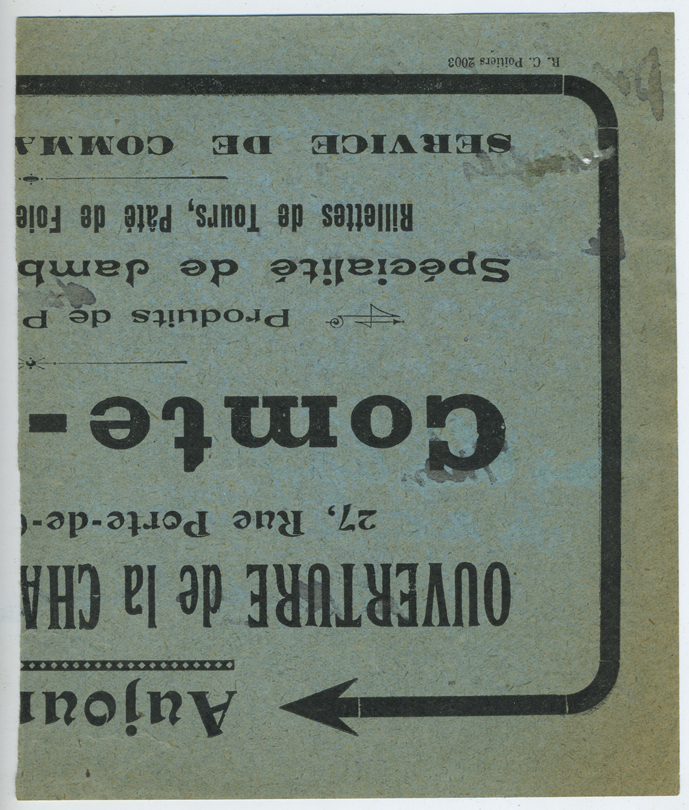 Aujour
OUVERTURE de la CHA
27, Rue Porte-de-
Comte-
Produits de P
Spécialité de Jamb
Rillettes de Tours, Pâté de Foie
SERVICE DE COMMA
R. C. Poitiers 2003